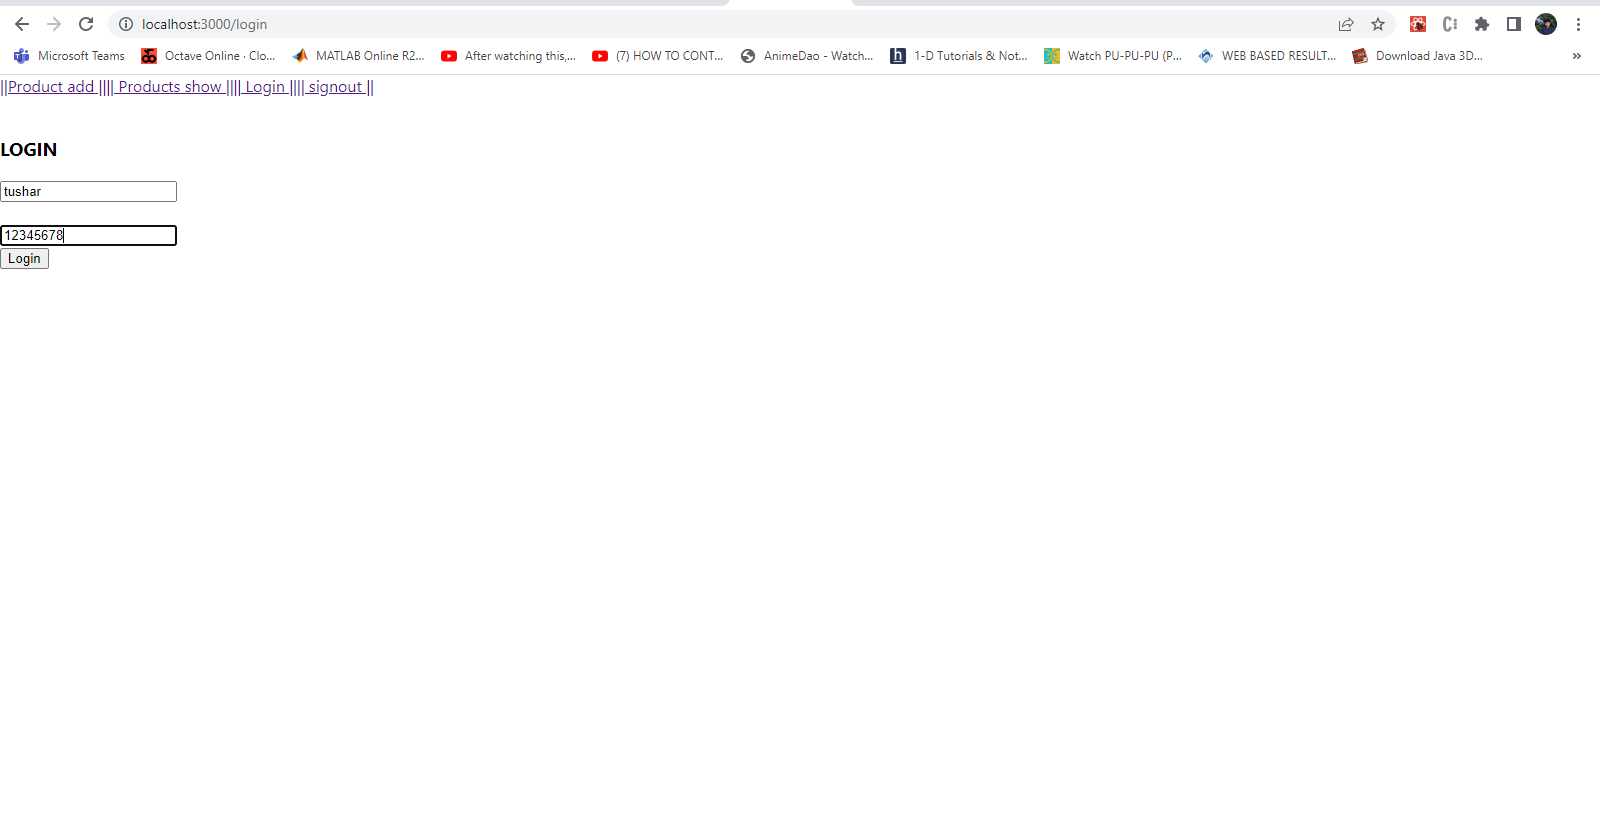 localhost:3000/login
Microsoft Teams Octave Online · Clo... MATLAB Online R2... After watching this,... (7) HOW TO CONT... AnimeDao - Watch... h 1-D Tutorials & Not... Watch PU-PU-PU (P... WEB BASED RESULT... Download Java 3D... »
||Product add |||| Products show |||| Login |||| signout ||
LOGIN
tushar
12345678
Login